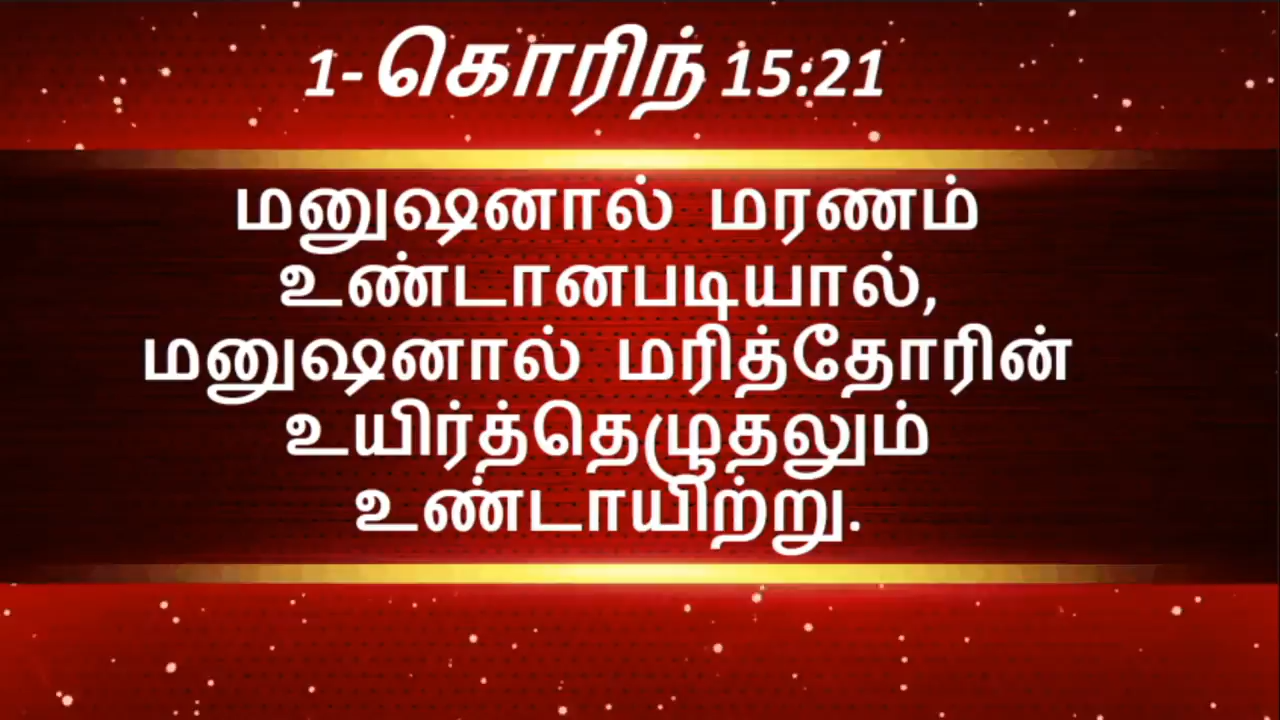 1-கொரிந் 15:21
மனுஷனால் மரணம்
உண்டானபடியால்,
மனுஷனால் மரித்தோரின்
உயிர்த்தெழுதலும்
உண்டாயிற்று.